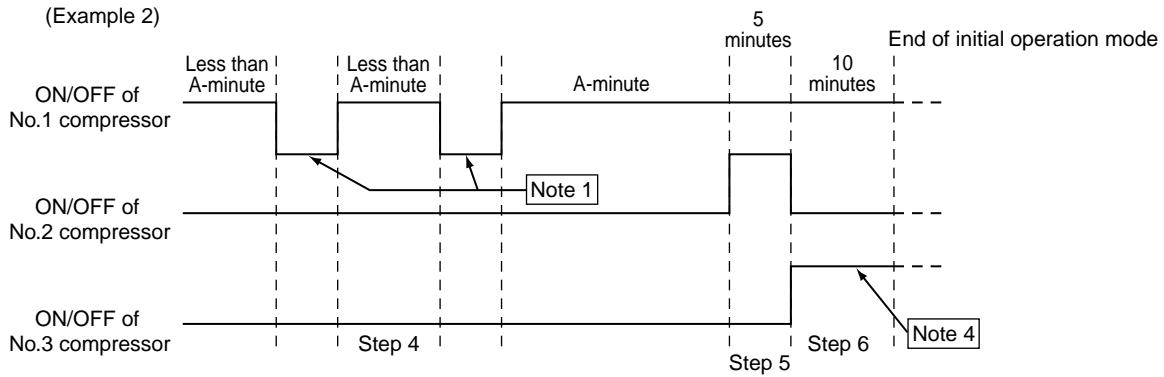 (Example 2)
5
minutes
End of initial operation mode
Less than
A-minute
Less than
A-minute
A-minute
10
minutes
ON/OFF of
No.1 compressor
Note 1
ON/OFF of
No.2 compressor
ON/OFF of
No.3 compressor
Step 4
Step 5
Step 6
Note 4